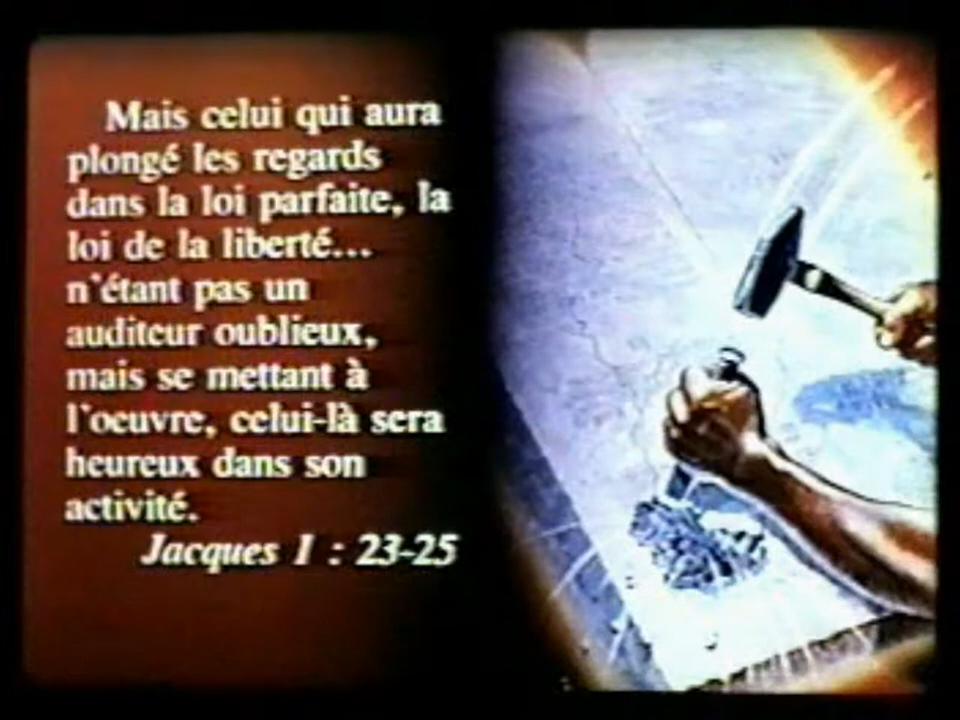 Mais celui qui aura
plongé les regards
dans la loi parfaite, la
loi de la liberté...
n'étant pas un
auditeur oublieux,
mais se mettant à
l'oeuvre, celui-là sera
heureux dans son
activité.
Jacques 1 : 23-25